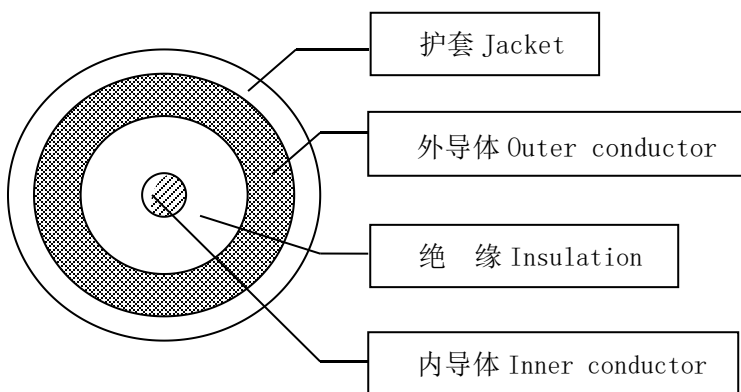 护套 Jacket
外导体 Outer conductor
绝　缘 Insulation
内导体 Inner conductor